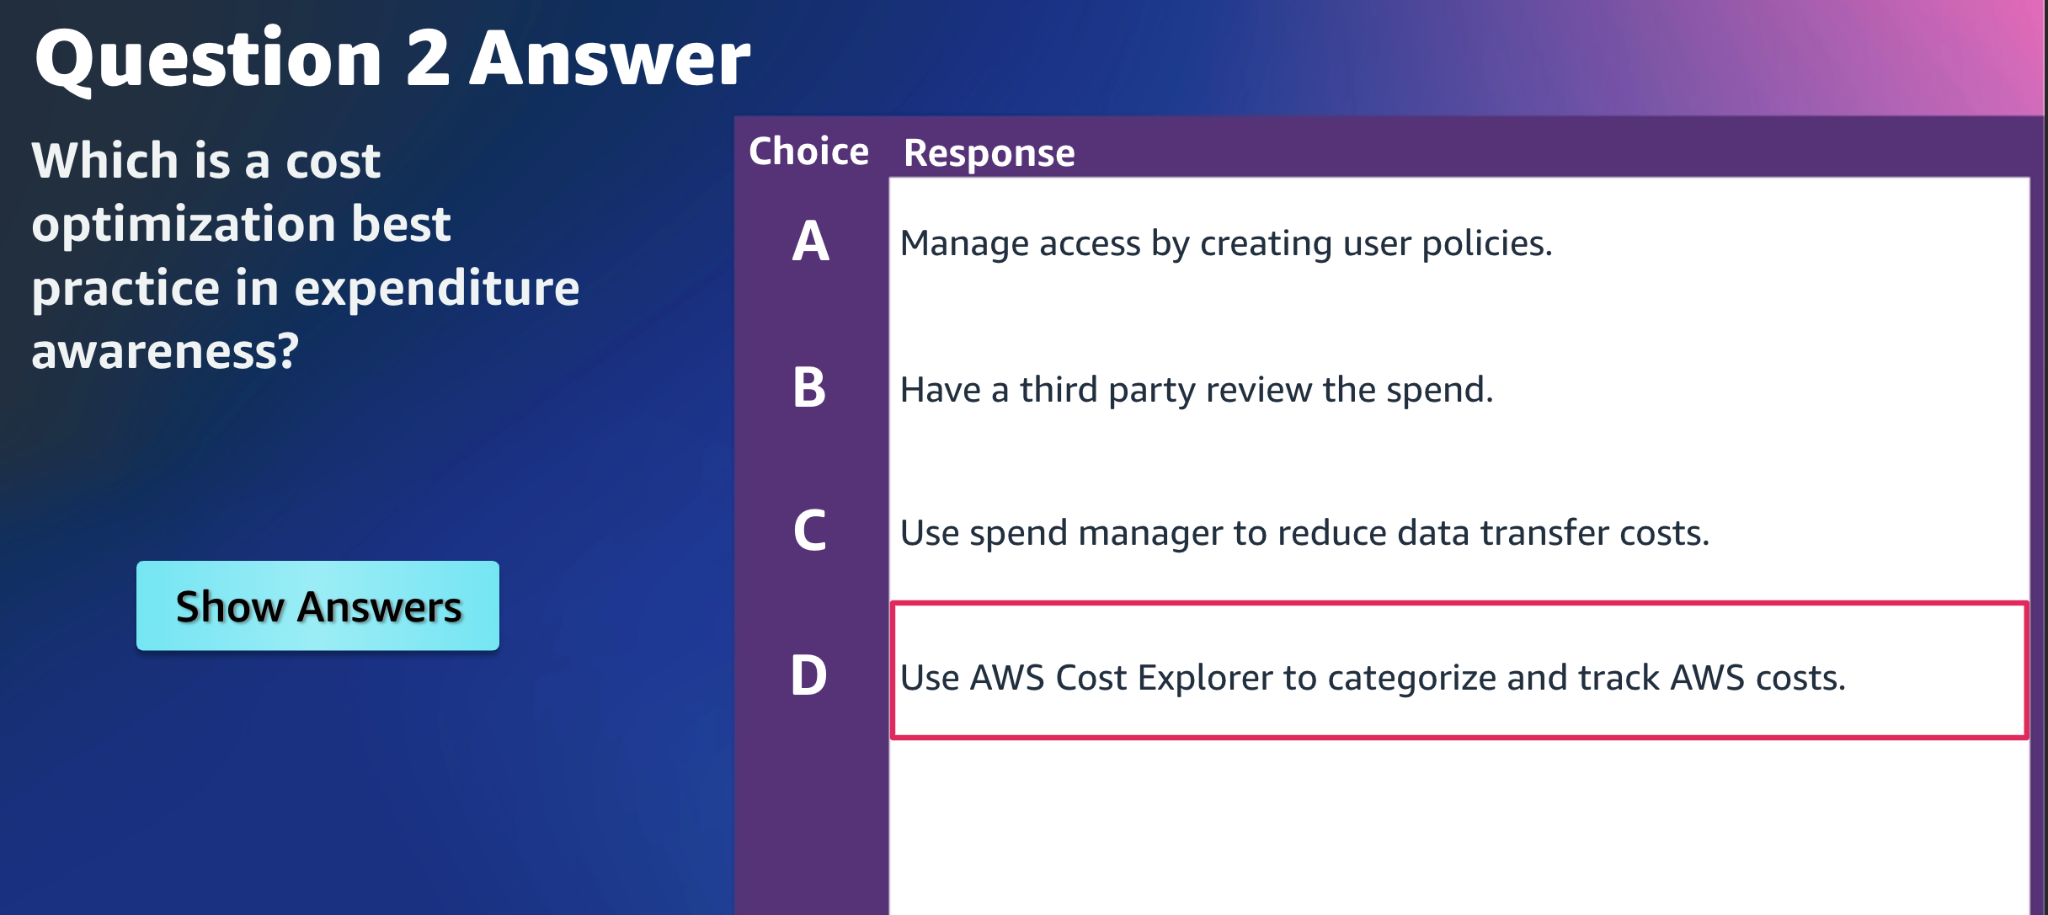 Question 2 Answer
Which is a cost
optimization best
practice in expenditure
awareness?
Show Answers
Choice Response
A Manage access by creating user policies.
B Have a third party review the spend.
C Use spend manager to reduce data transfer costs.
D Use AWS Cost Explorer to categorize and track AWS costs.